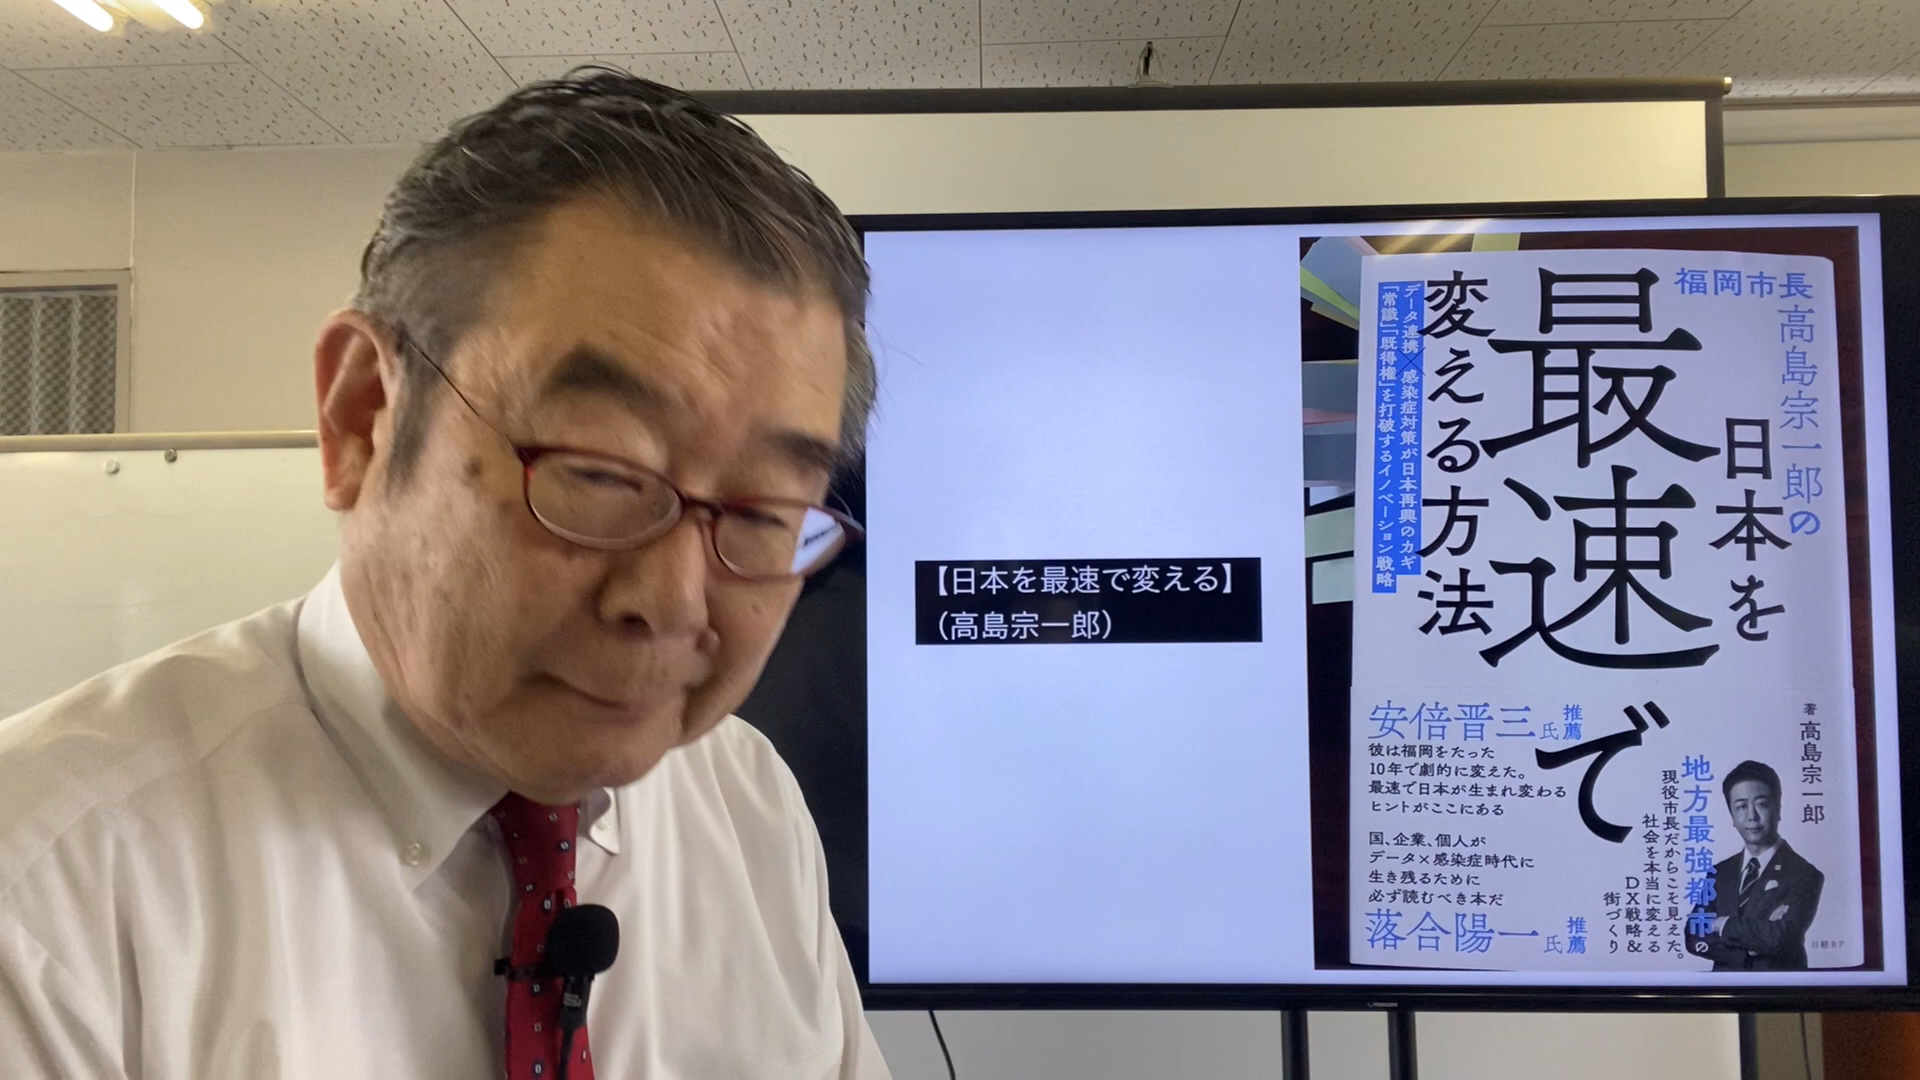 【日本を最速で変える】
（高島宗一郎）
福岡市長
高島宗一郎の
日本を
最速で
変える方法
データ連携×感染症対策が日本再興のカギ
「常識」「既得権」を打破するイノベーション戦略
著 高島宗一郎
安倍晋三氏 推薦
彼は福岡をたった
10年で劇的に変えた。
最速で日本が生まれ変わる
ヒントがここにある
国、企業、個人が
データ×感染症時代に
生き残るために
必ず読むべき本だ
落合陽一氏 推薦
地方最強都市の
現役市長だからこそ見えた。
社会を本当に変える
DX戦略&
街づくり
日経BP